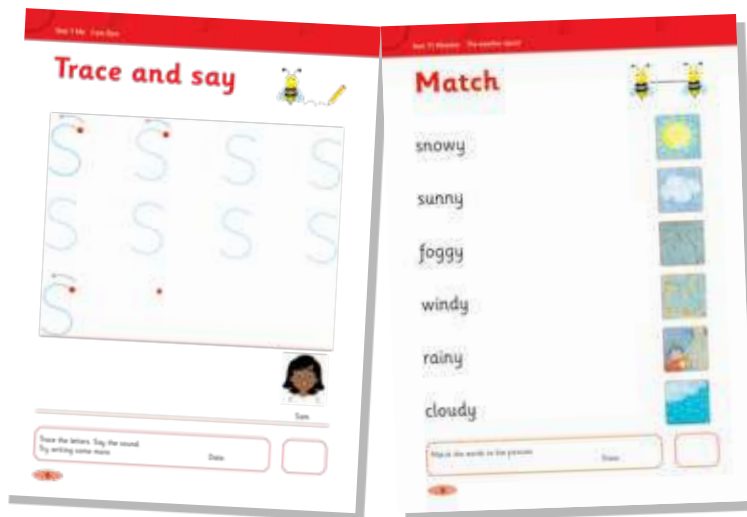 Trace and say
S S S S
S S S S
S
Sam
Trace the letters. Say the sound.
Try writing some more.
Date:
Match
snowy
sunny
foggy
windy
rainy
cloudy
Match the words to the pictures.